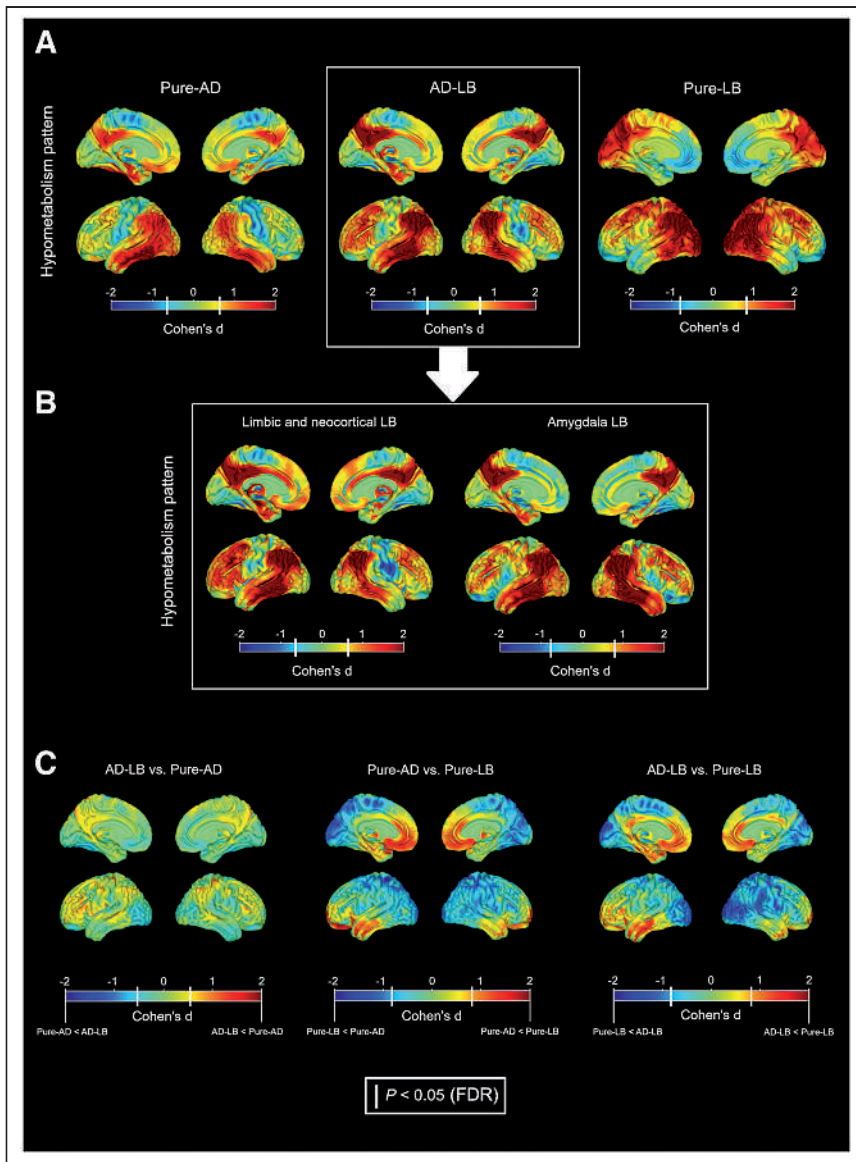 A
Pure-AD
AD-LB
Pure-LB
Hypometabolism pattern
-2 -1 0 1 2
Cohen's d
-2 -1 0 1 2
Cohen's d
-2 -1 0 1 2
Cohen's d
B
Limbic and neocortical LB
Amygdala LB
Hypometabolism pattern
-2 -1 0 1 2
Cohen's d
-2 -1 0 1 2
Cohen's d
C
AD-LB vs. Pure-AD
Pure-AD vs. Pure-LB
AD-LB vs. Pure-LB
-2 -1 0 1 2
Cohen's d
Pure-AD < AD-LB
AD-LB < Pure-AD
-2 -1 0 1 2
Cohen's d
Pure-LB < Pure-AD
Pure-AD < Pure-LB
-2 -1 0 1 2
Cohen's d
Pure-LB < AD-LB
AD-LB < Pure-LB
P < 0.05 (FDR)